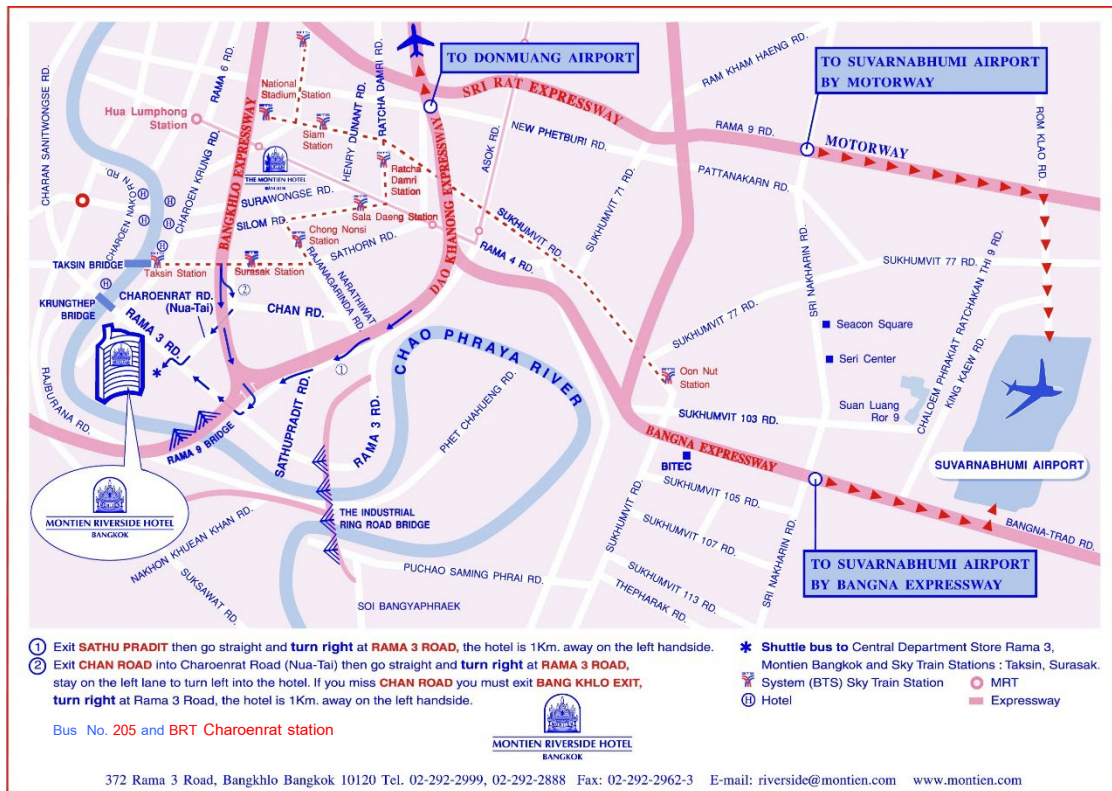 TO DONMUANG AIRPORT
TO SUVARNABHUMI AIRPORT
BY MOTORWAY
RAM KHAM HAENG RD.
SRI RAT EXPRESSWAY
RAMA 6 RD.
CHARAN SANITWONGSE RD.
National
Stadium Station
Hua Lumphong
Station
Siam
Station
HENRY DUNANT RD.
RATCHA DAMRI RD.
ASOK RD.
NEW PHETBURI RD.
RAMA 9 RD.
MOTORWAY
ROM KLAO RD.
PATTANAKARN RD.
BANGKHLO EXPRESSWAY
THE MONTIEN HOTEL
BANGKOK
Ratcha
Damri
Station
CHAROEN KRUNG RD.
CHAROEN NAKORN RD.
SURAWONGSE RD.
Sala Daeng Station
SILOM RD.
Chong Nonsi
Station
SATHORN RD.
SUKHUMVIT 71 RD.
SUKHUMVIT RD.
RAMA 4 RD.
DAO KHANONG EXPRESSWAY
SRI NAKHARIN RD.
SUKHUMVIT 77 RD.
TAKSIN BRIDGE
Taksin Station
Surasak Station
NARATHIWAT
RAJANAGARINDA RD.
KRUNGTHEP
BRIDGE
CHAROENRAT RD.
(Nua-Tai)
2
CHAN RD.
RAMA 3 RD.
SUKHUMVIT 77 RD.
Seacon Square
Seri Center
CHALOEM PHRAKIAT RATCHAKAN THI 9 RD.
KING KAEW RD.
CHAO PHRAYA RIVER
1
Oon Nut
Station
Suan Luang
Ror 9
RAJBURANA RD.
RAMA 9 BRIDGE
SATHUPRADIT RD.
RAMA 3 RD.
PHET CHAHUENG RD.
SUKHUMVIT 103 RD.
BANGNA EXPRESSWAY
BITEC
SUVARNABHUMI AIRPORT
MONTIEN RIVERSIDE HOTEL
BANGKOK
THE INDUSTRIAL
RING ROAD BRIDGE
SUKHUMVIT 105 RD.
SUKHUMVIT 107 RD.
SUKHUMVIT RD.
BANGNA-TRAD RD.
NAKHON KHUEAN KHAN RD.
SUKSAWAT RD.
PUCHAO SAMING PHRAI RD.
SOI BANGYAPHRAEK
SUKHUMVIT 113 RD.
THEPHARAK RD.
SRI NAKHARIN RD.
TO SUVARNABHUMI AIRPORT
BY BANGNA EXPRESSWAY
1 Exit SATHU PRADIT then go straight and turn right at RAMA 3 ROAD, the hotel is 1Km. away on the left handside.
2 Exit CHAN ROAD into Charoenrat Road (Nua-Tai) then go straight and turn right at RAMA 3 ROAD,
stay on the left lane to turn left into the hotel. If you miss CHAN ROAD you must exit BANG KHLO EXIT,
turn right at Rama 3 Road, the hotel is 1Km. away on the left handside.
Bus No. 205 and BRT Charoenrat station
* Shuttle bus to Central Department Store Rama 3,
Montien Bangkok and Sky Train Stations : Taksin, Surasak.
System (BTS) Sky Train Station
MRT
H Hotel
Expressway
MONTIEN RIVERSIDE HOTEL
BANGKOK
372 Rama 3 Road, Bangkhlo Bangkok 10120 Tel. 02-292-2999, 02-292-2888 Fax: 02-292-2962-3 E-mail: riverside@montien.com www.montien.com